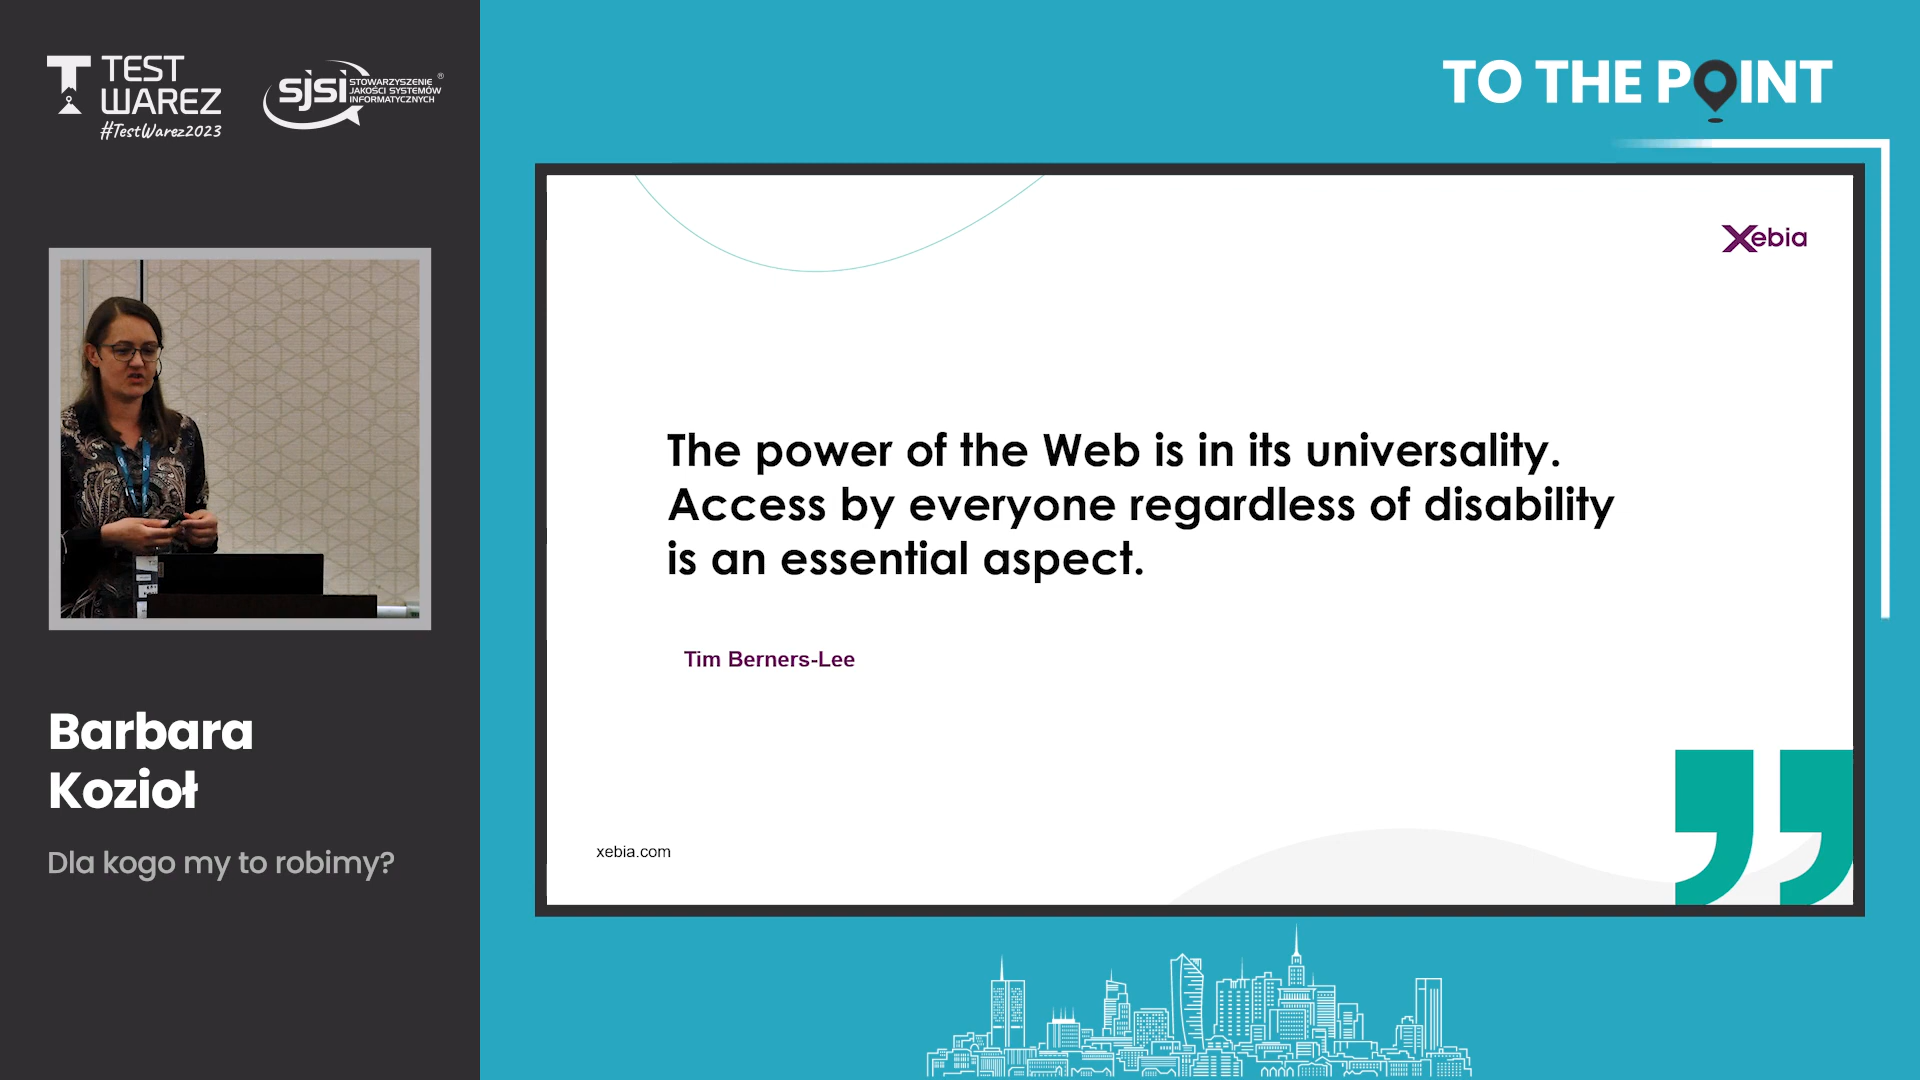 TEST
WAREZ
#TestWarez2023
sjsi
STOWARZYSZENIE
JAKOŚCI SYSTEMÓW
INFORMATYCZNYCH
®
TO THE POINT
Xebia
The power of the Web is in its universality.
Access by everyone regardless of disability
is an essential aspect.
Tim Berners-Lee
xebia.com
Barbara
Kozioł
Dla kogo my to robimy?